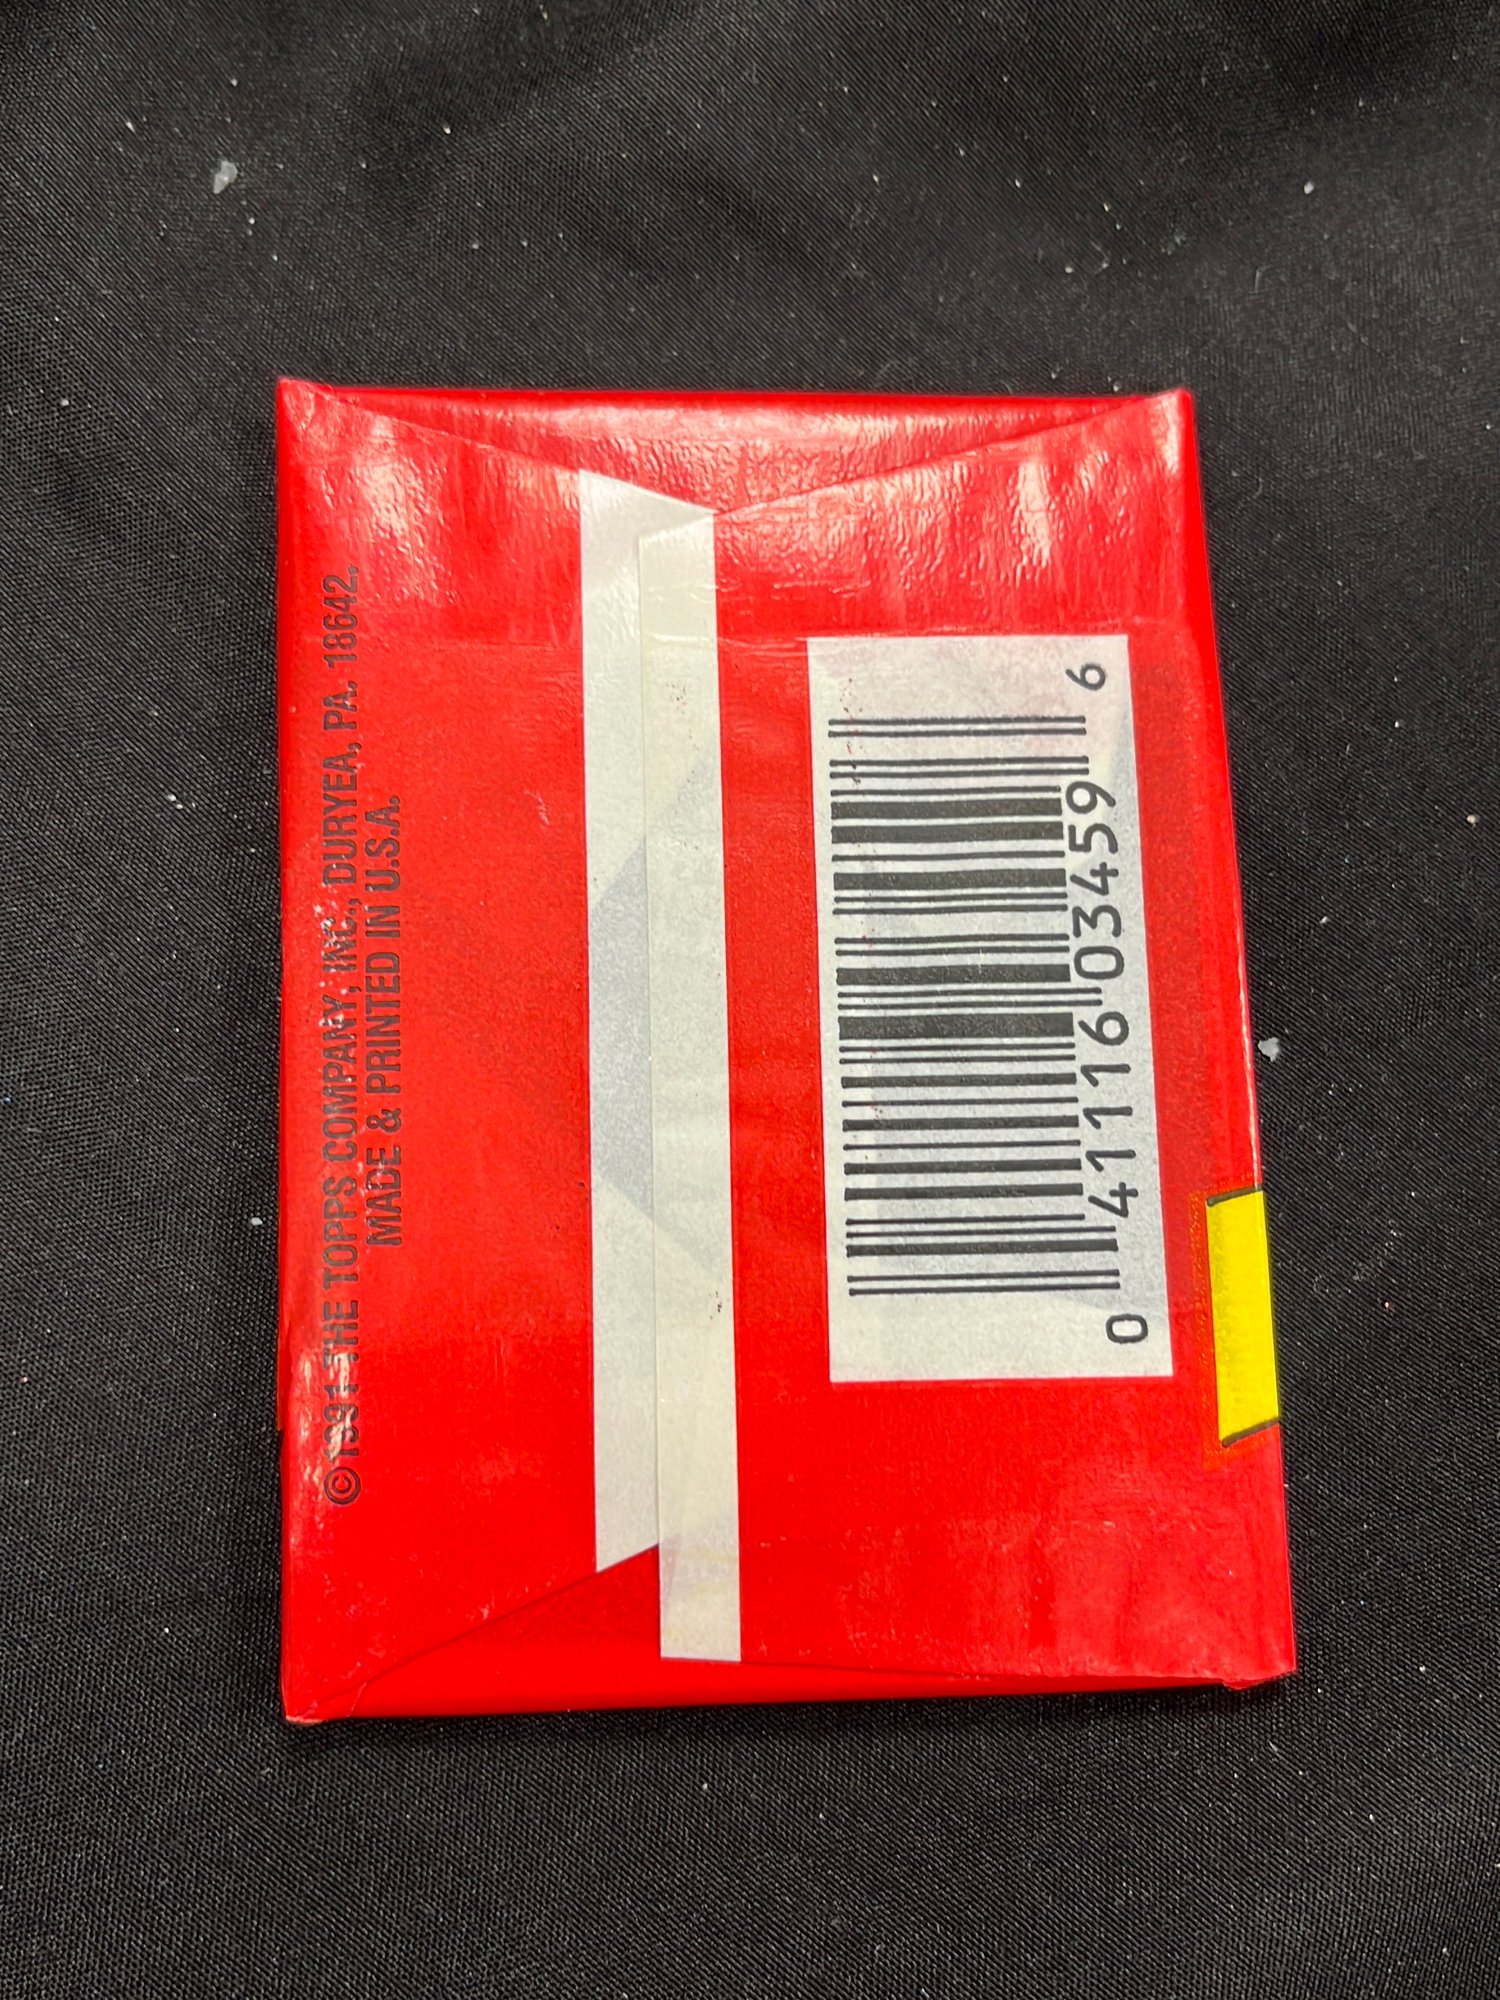 ©1991 THE TOPPS COMPANY, INC., DURYEA, PA. 18642.
MADE & PRINTED IN U.S.A.
0 41116 03459 6